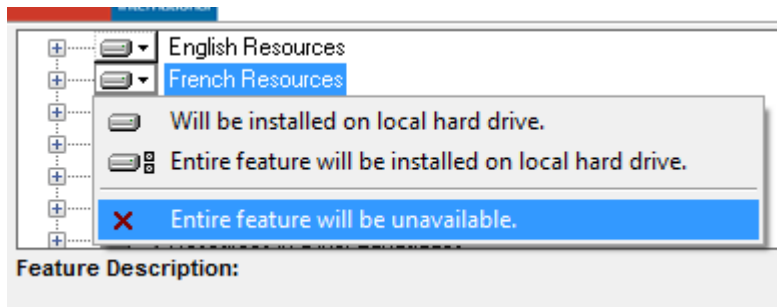 International
English Resources
French Resources
Will be installed on local hard drive.
Entire feature will be installed on local hard drive.
Entire feature will be unavailable.
Feature Description: